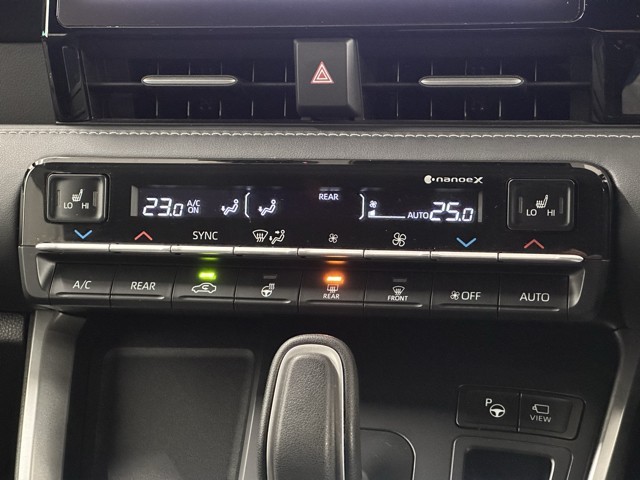 nanoeX
LO HI
23.0 A/C ON
REAR
AUTO 25.0
LO HI
SYNC
A/C
REAR
REAR
FRONT
OFF
AUTO
P
VIEW